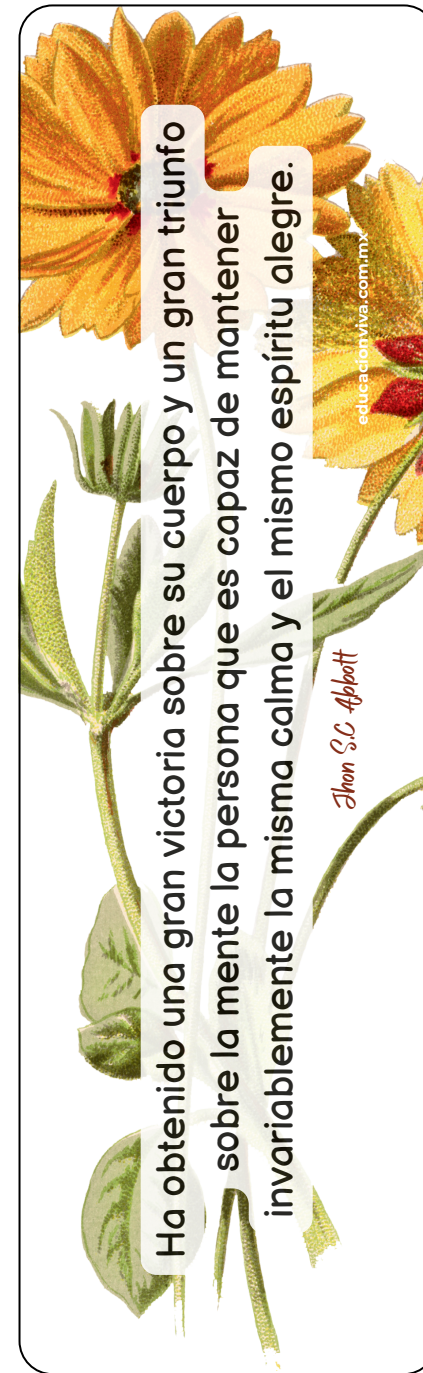 Ha obtenido una gran victoria sobre su cuerpo y un gran triunfo
sobre la mente la persona que es capaz de mantener
invariablemente la misma calma y el mismo espíritu alegre.
Jhon S.C Abbott
educacionviva.com.mx